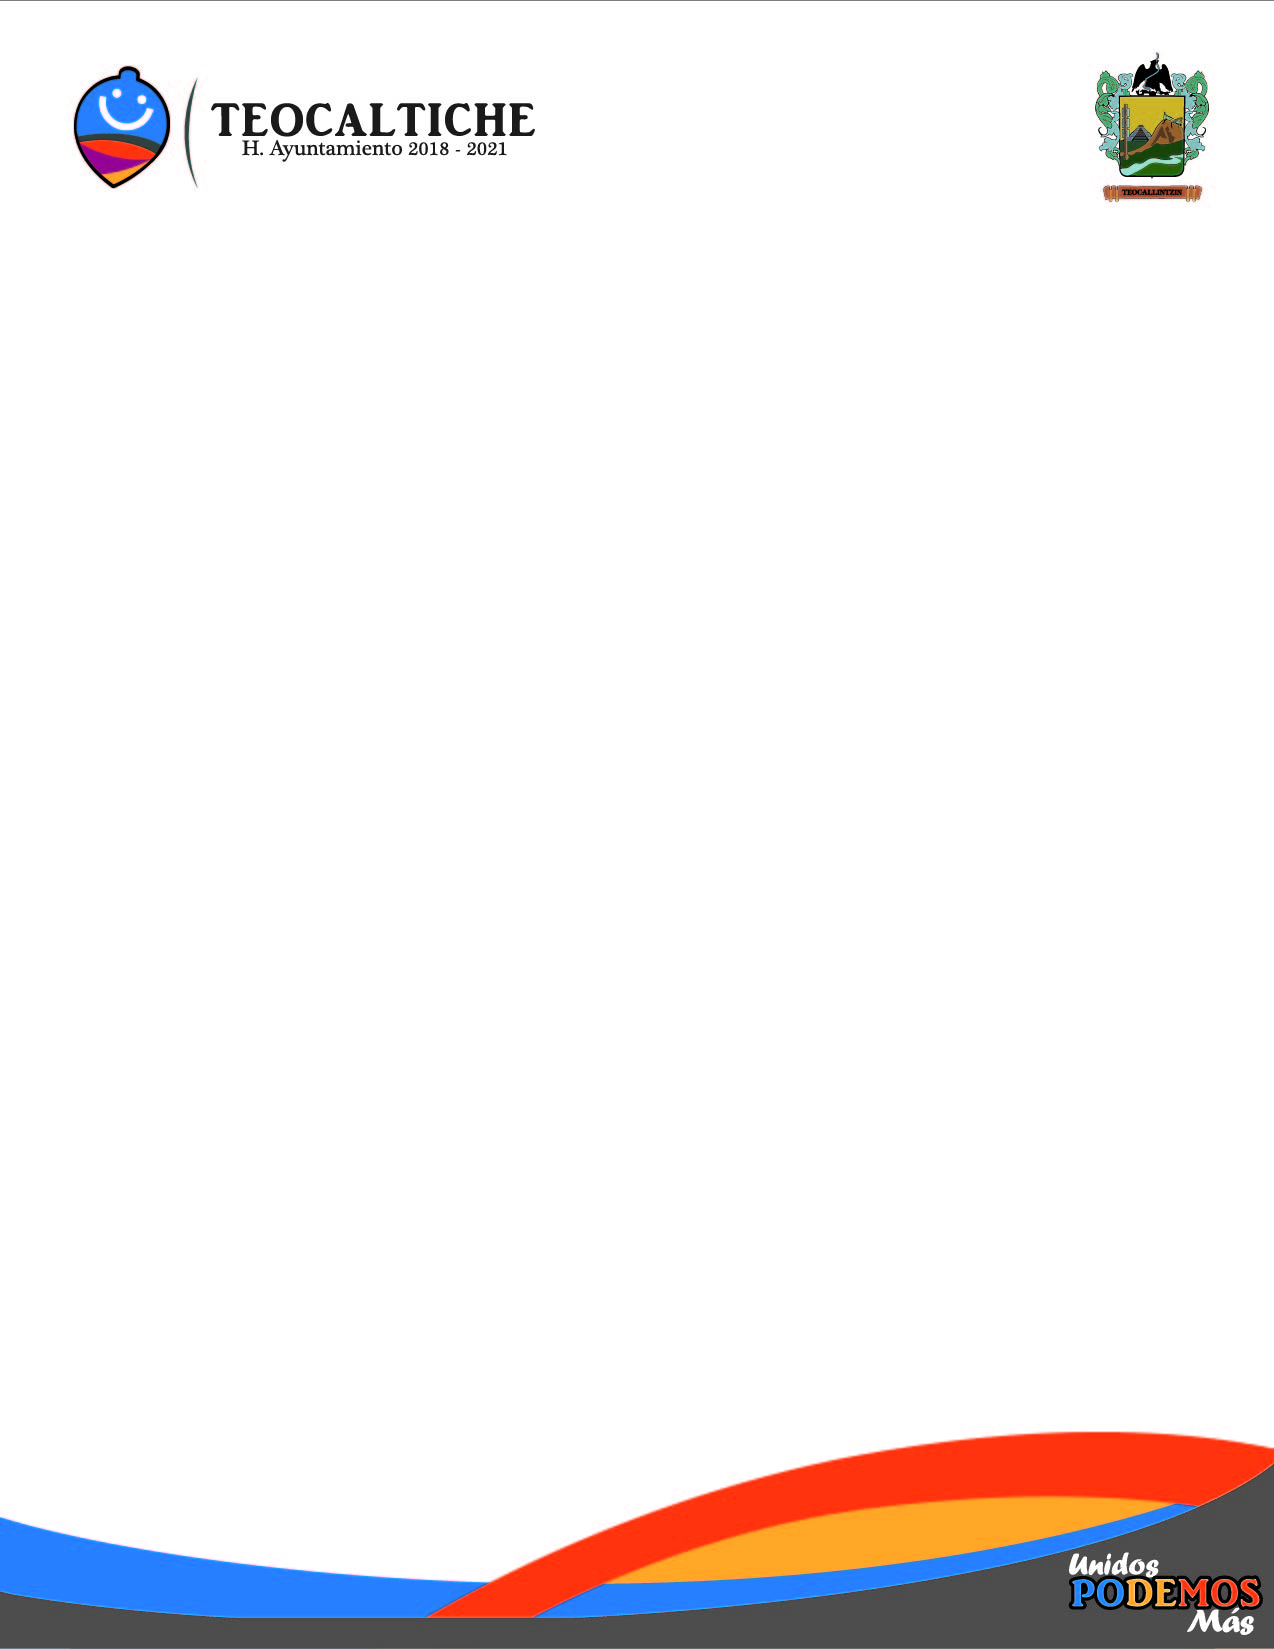 TEOCALTICHE
H. Ayuntamiento 2018 - 2021
TEOCALLINTZIN
Unidos
PODEMOS
Más